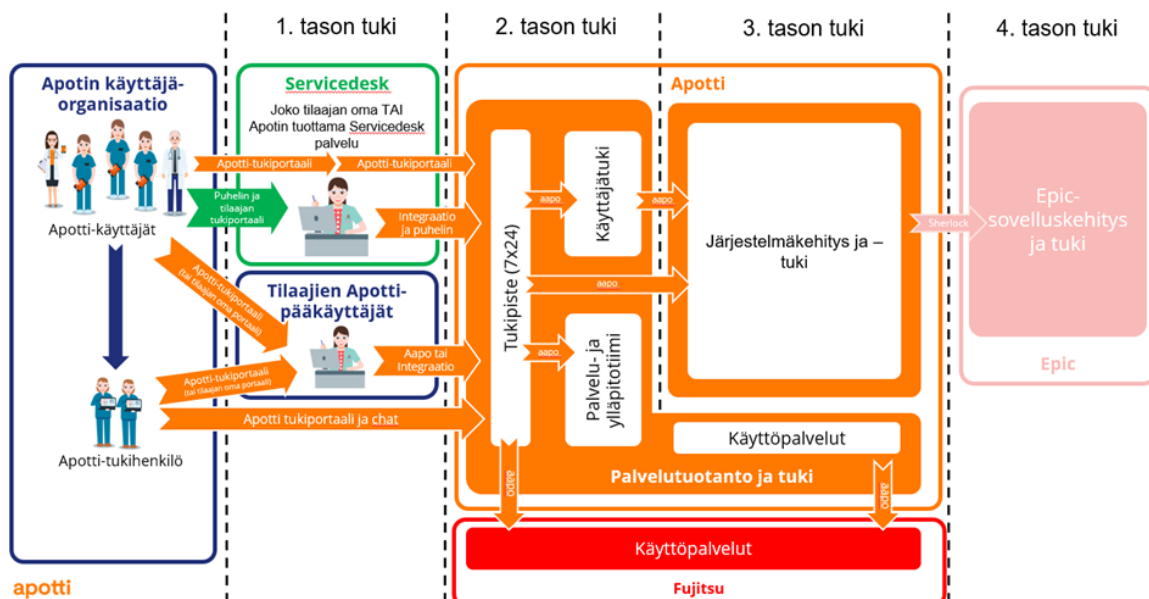 1. tason tuki
2. tason tuki
3. tason tuki
4. tason tuki
Apotin käyttäjä-
organisaatio
Apotti-käyttäjät
Apotti-tukihenkilö
Servicedesk
Joko tilaajan oma TAI
Apotin tuottama Servicedesk
palvelu
Apotti-tukiportaali
Apotti-tukiportaali
Puhelin ja
tilaajan
tukiportaali
Integraatio
ja puhelin
Apotti-tukiportaali
(tai tilaajan oma portaali)
Tilaajien Apotti-
pääkäyttäjät
Apotti-tukiportaali
(tai tilaajan oma portaali)
Aapo tai
Integraatio
Apotti tukiportaali ja chat
Apotti
Tukipiste (7x24)
aapo
Käyttäjätuki
aapo
aapo
aapo
Palvelu- ja
ylläpitotiimi
Järjestelmäkehitys ja –
tuki
Käyttöpalvelut
Palvelutuotanto ja tuki
aapo
aapo
Käyttöpalvelut
Fujitsu
Sherlock
Epic-
sovelluskehitys
ja tuki
Epic
apotti